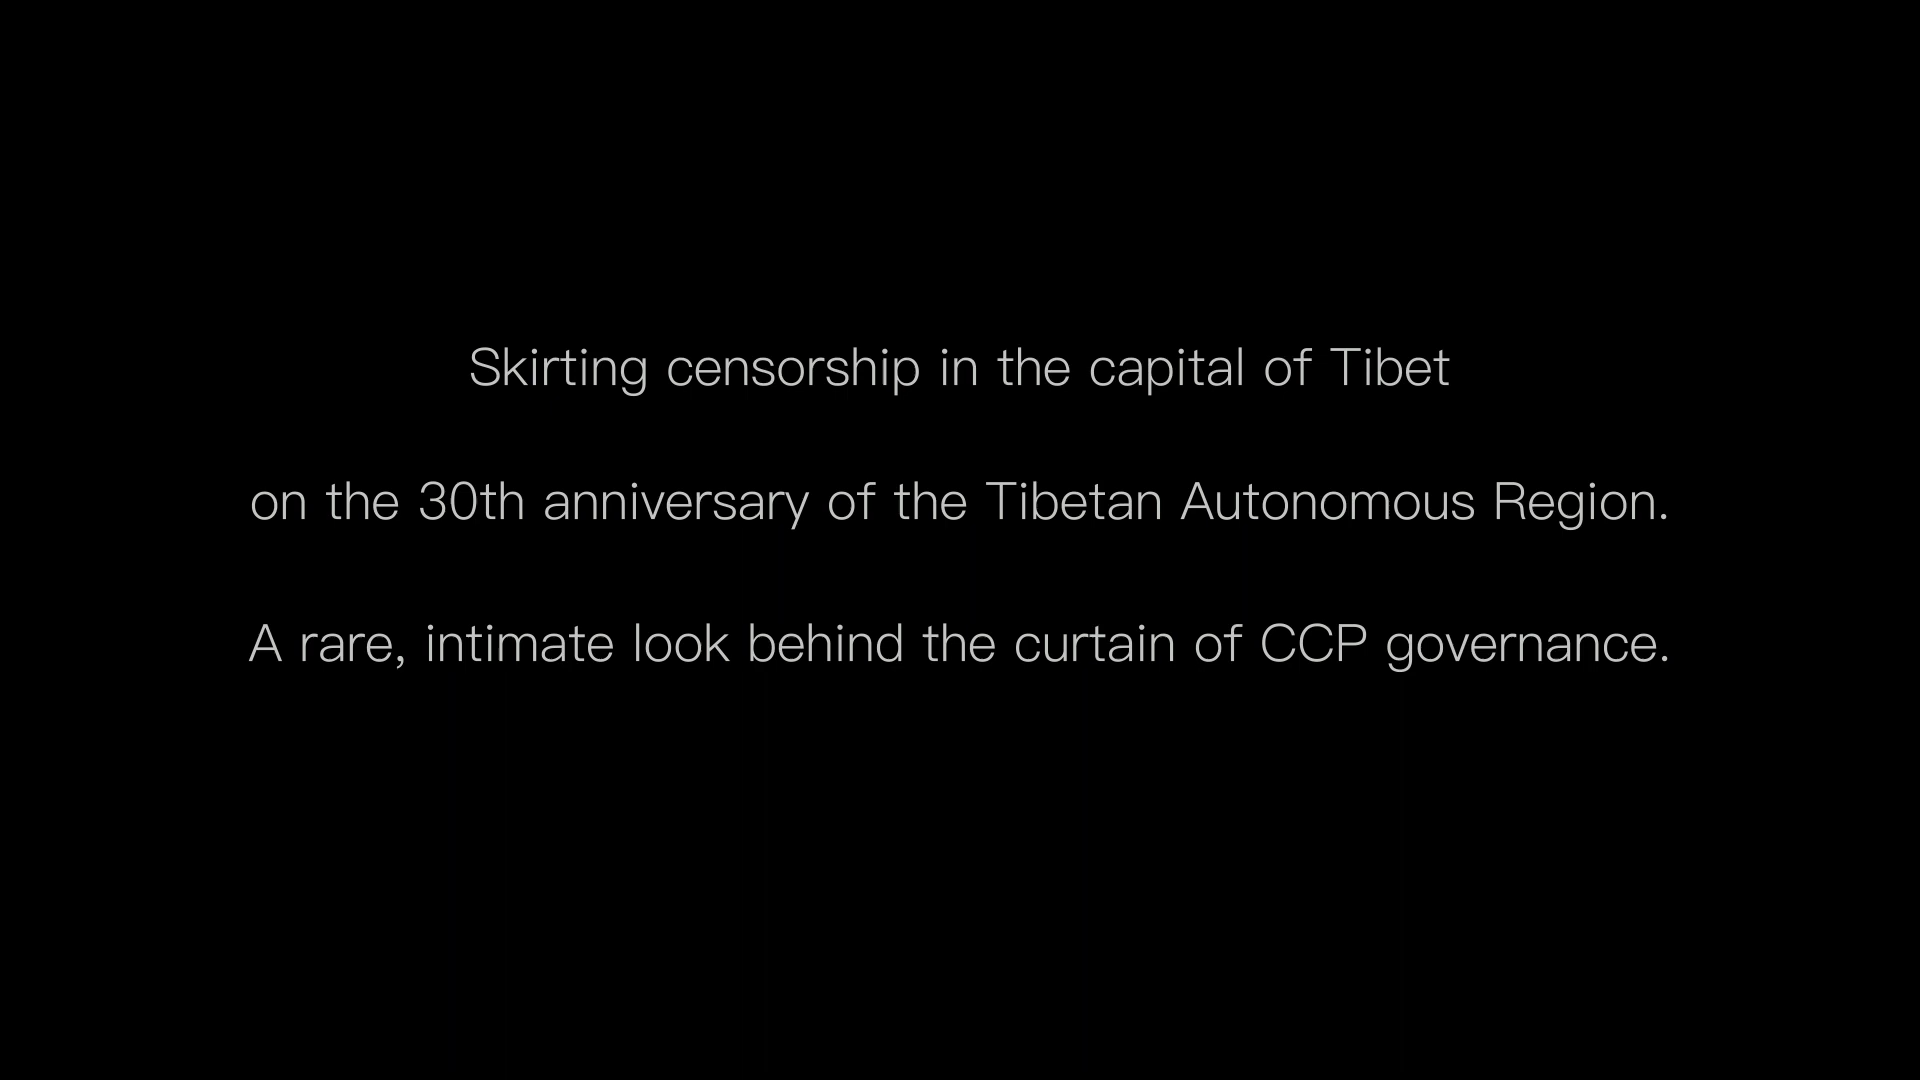 Skirting censorship in the capital of Tibet
on the 30th anniversary of the Tibetan Autonomous Region.
A rare, intimate look behind the curtain of CCP governance.